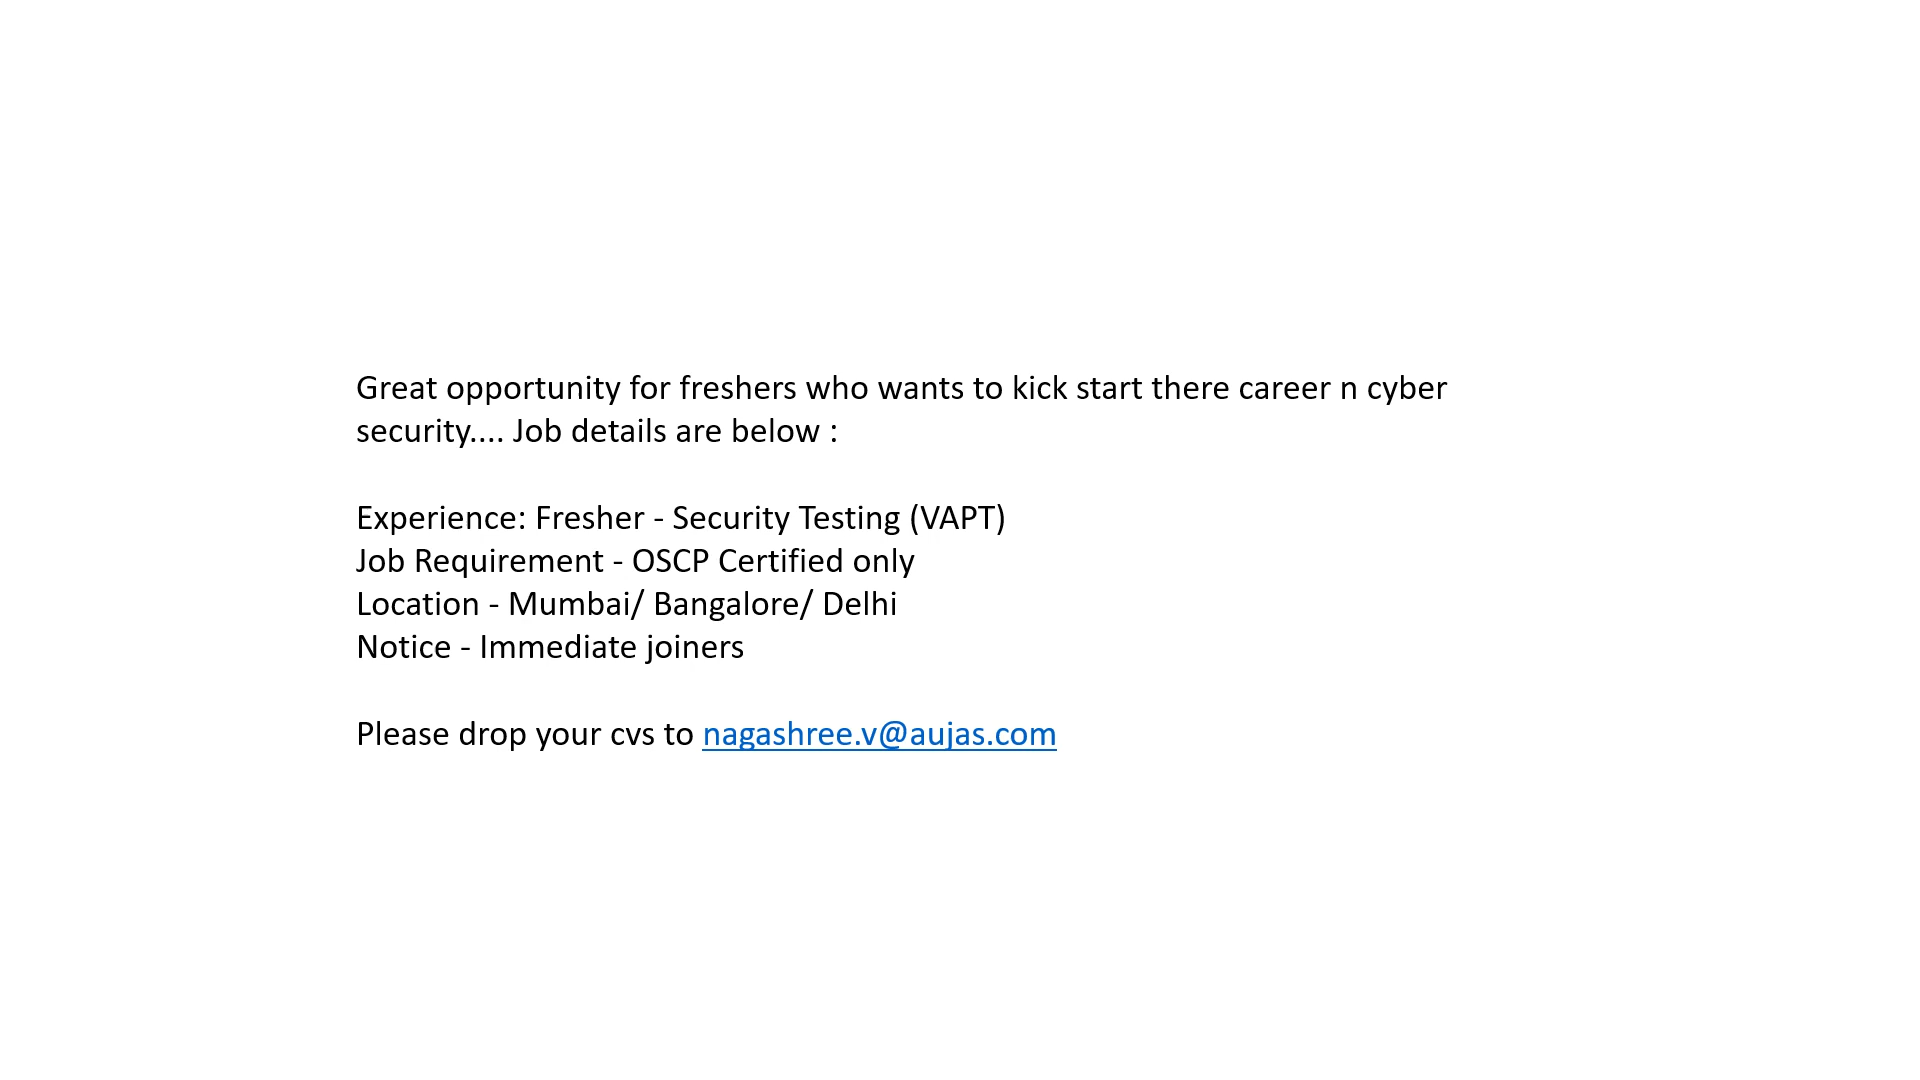 Great opportunity for freshers who wants to kick start there career n cyber
security.... Job details are below :
Experience: Fresher - Security Testing (VAPT)
Job Requirement - OSCP Certified only
Location - Mumbai/ Bangalore/ Delhi
Notice - Immediate joiners
Please drop your cvs to nagashree.v@aujas.com